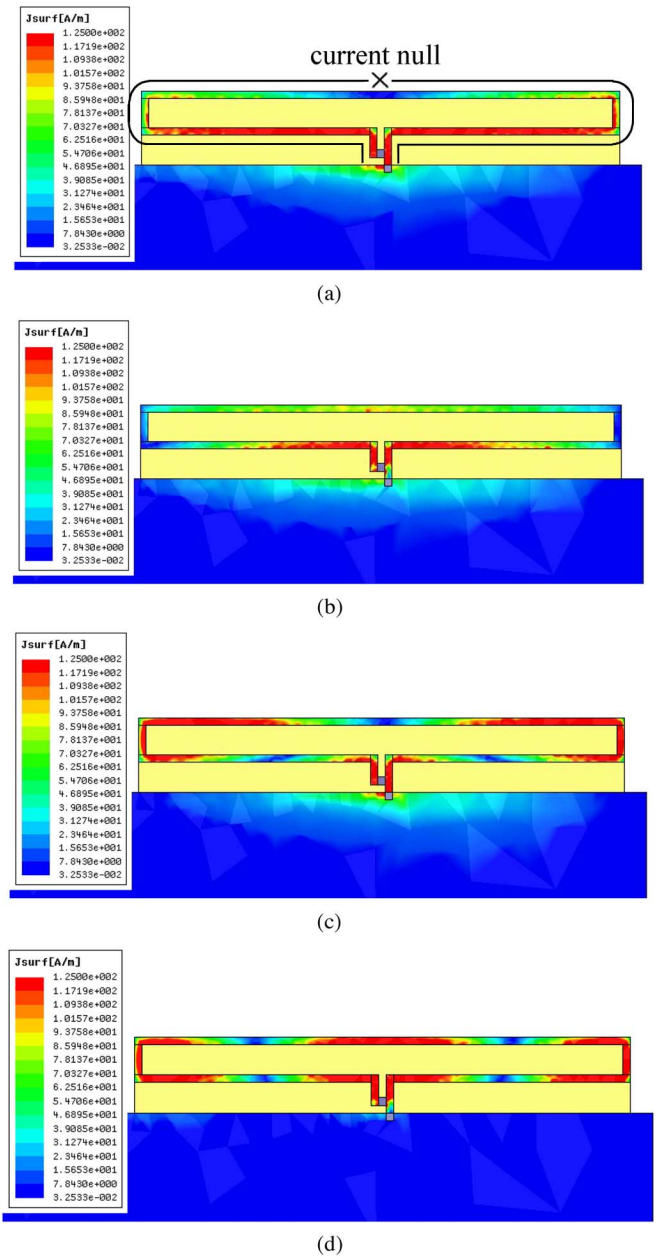 Jsurf[A/m]
1.2500e+002
1.1719e+002
1.0938e+002
1.0157e+002
9.3758e+001
8.5948e+001
7.8137e+001
7.0327e+001
6.2516e+001
5.4706e+001
4.6895e+001
3.9085e+001
3.1274e+001
2.3464e+001
1.5653e+001
7.8430e+000
3.2533e-002
current null
(a)
Jsurf[A/m]
1.2500e+002
1.1719e+002
1.0938e+002
1.0157e+002
9.3758e+001
8.5948e+001
7.8137e+001
7.0327e+001
6.2516e+001
5.4706e+001
4.6895e+001
3.9085e+001
3.1274e+001
2.3464e+001
1.5653e+001
7.8430e+000
3.2533e-002
(b)
Jsurf[A/m]
1.2500e+002
1.1719e+002
1.0938e+002
1.0157e+002
9.3758e+001
8.5948e+001
7.8137e+001
7.0327e+001
6.2516e+001
5.4706e+001
4.6895e+001
3.9085e+001
3.1274e+001
2.3464e+001
1.5653e+001
7.8430e+000
3.2533e-002
(c)
Jsurf[A/m]
1.2500e+002
1.1719e+002
1.0938e+002
1.0157e+002
9.3758e+001
8.5948e+001
7.8137e+001
7.0327e+001
6.2516e+001
5.4706e+001
4.6895e+001
3.9085e+001
3.1274e+001
2.3464e+001
1.5653e+001
7.8430e+000
3.2533e-002
(d)